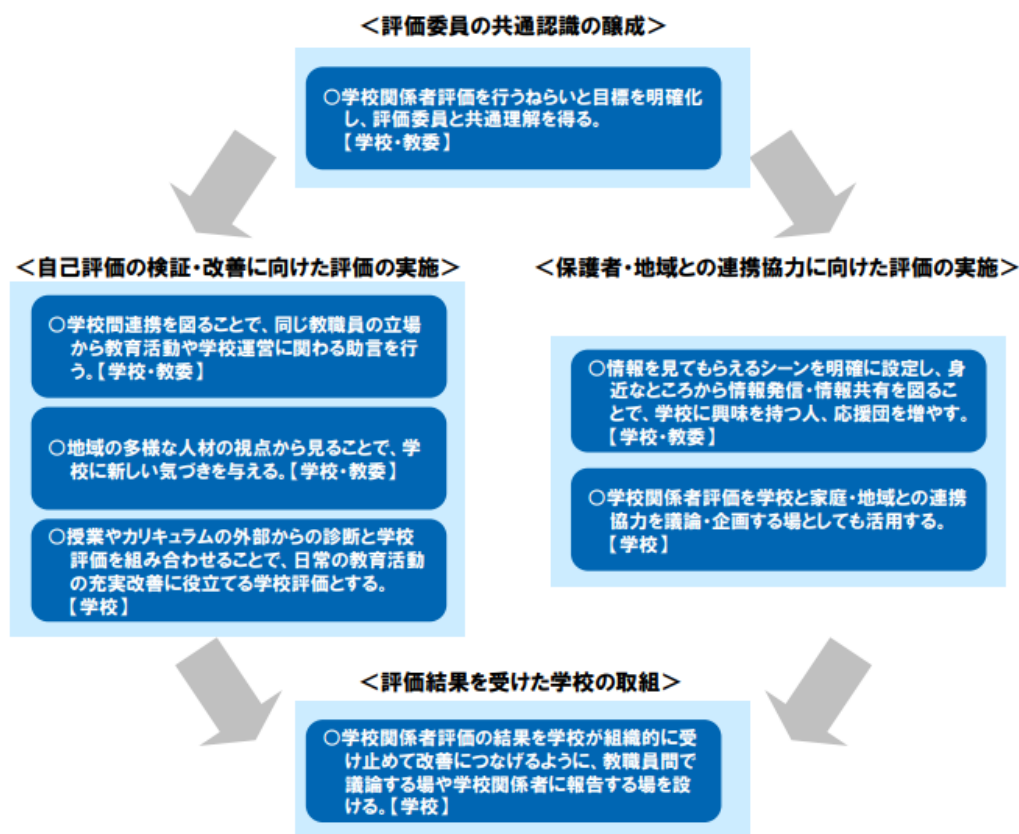 ＜評価委員の共通認識の醸成＞
○学校関係者評価を行うねらいと目標を明確化
し、評価委員と共通理解を得る。
【学校・教委】
＜自己評価の検証・改善に向けた評価の実施＞
○学校間連携を図ることで、同じ教職員の立場
から教育活動や学校運営に関わる助言を行
う。【学校・教委】
○地域の多様な人材の視点から見ることで、学
校に新しい気づきを与える。【学校・教委】
○授業やカリキュラムの外部からの診断と学校
評価を組み合わせることで、日常の教育活動
の充実改善に役立てる学校評価とする。
【学校】
＜保護者・地域との連携協力に向けた評価の実施＞
○情報を見てもらえるシーンを明確に設定し、身
近なところから情報発信・情報共有を図るこ
とで、学校に興味を持つ人、応援団を増やす。
【学校・教委】
○学校関係者評価を学校と家庭・地域との連携
協力を議論・企画する場としても活用する。
【学校】
＜評価結果を受けた学校の取組＞
○学校関係者評価の結果を学校が組織的に受
け止めて改善につなげるように、教職員間で
議論する場や学校関係者に報告する場を設
ける。【学校】